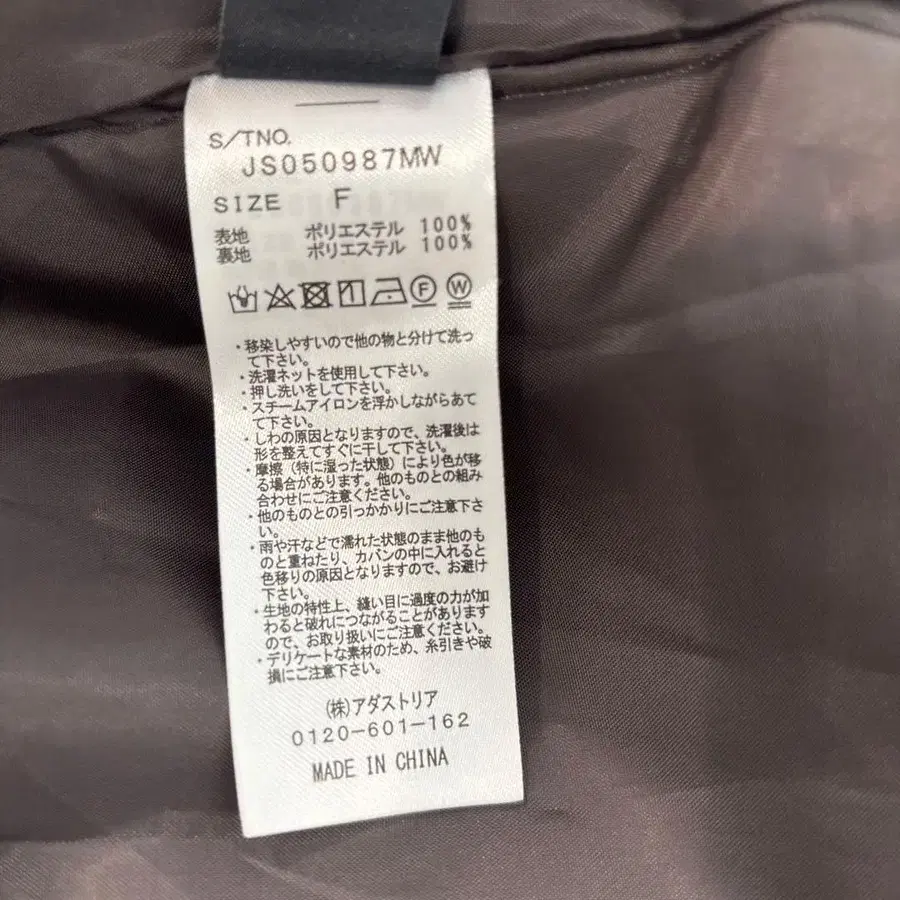 S/TNO.
JS050987MW
SIZE F
表地 ポリエステル 100%
裏地 ポリエステル 100%
F W
・移染しやすいので他の物と分けて洗っ
て下さい。
・洗濯ネットを使用して下さい。
・押し洗いをして下さい。
・スチームアイロンを浮かしながらあて
て下さい。
・しわの原因となりますので、洗濯後は
形を整えてすぐに干して下さい。
・摩擦（特に湿った状態）により色が移
る場合があります。他のものとの組み
合わせにご注意ください。
・他のものとの引っかかりにご注意下さ
い。
・雨や汗などで濡れた状態のまま他のも
のと重ねたり、カバンの中に入れると
色移りの原因となりますので、お避け
下さい。
・生地の特性上、縫い目に過度の力が加
わると破れにつながることがあります
ので、お取り扱いにご注意ください。
・デリケートな素材のため、糸引きや破
損にご注意下さい。
(株)アダストリア
0120-601-162
MADE IN CHINA